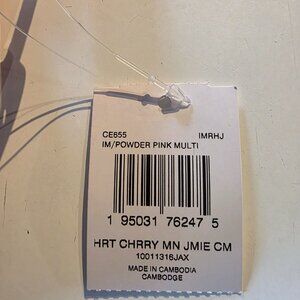 CE655 IMRHJ
IM/POWDER PINK MULTI
1 95031 76247 5
HRT CHRRY MN JMIE CM
10011316JAX
MADE IN CAMBODIA
CAMBODGE